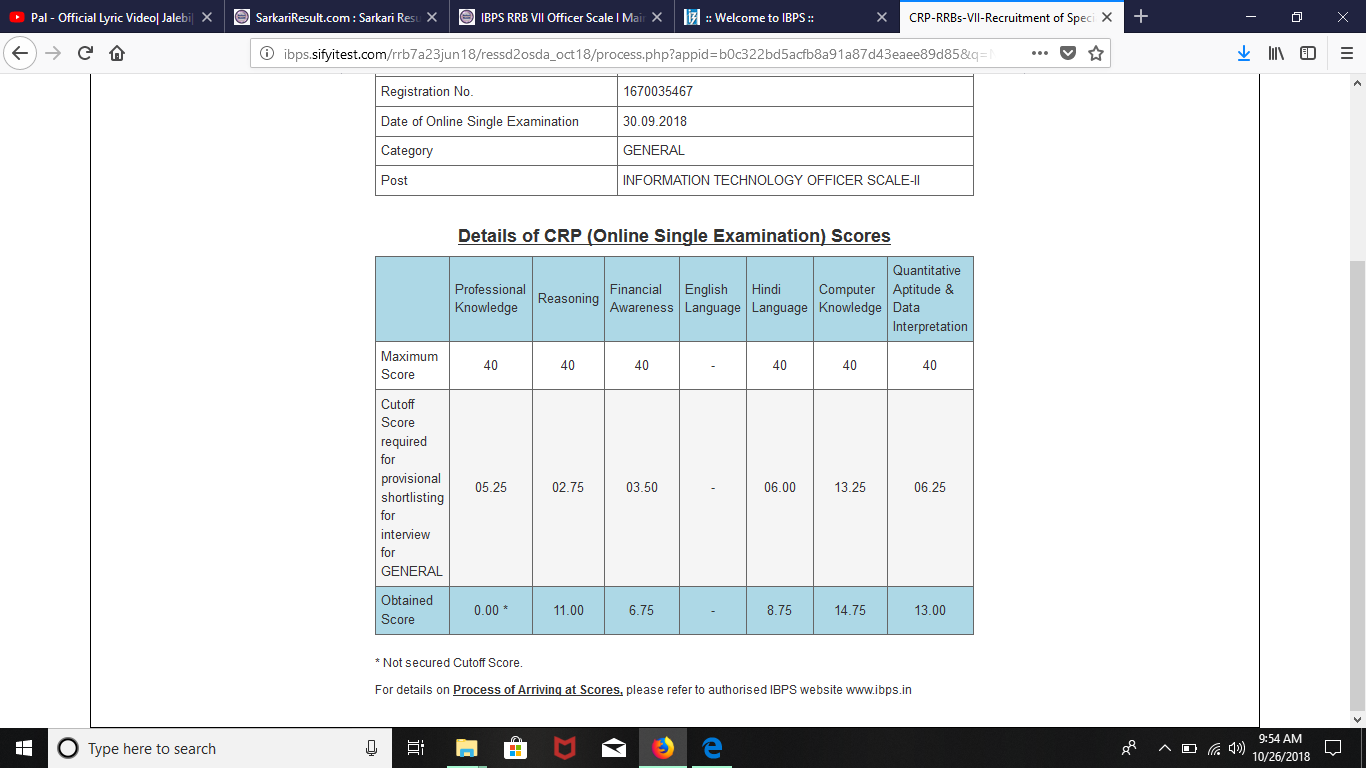 Pal - Official Lyric Video| Jalebi|
SarkariResult.com : Sarkari Resu
IBPS RRB VII Officer Scale I Main
:: Welcome to IBPS ::
CRP-RRBs-VII-Recruitment of Speci
ibps.sifyitest.com/rrb7a23jun18/ressd2osda_oct18/process.php?appid=b0c322bd5acfb8a91a87d43eaee89d85&q=
Registration No. 1670035467
Date of Online Single Examination 30.09.2018
Category GENERAL
Post INFORMATION TECHNOLOGY OFFICER SCALE-II
Details of CRP (Online Single Examination) Scores
Professional Knowledge Reasoning Financial Awareness English Language Hindi Language Computer Knowledge Quantitative Aptitude & Data Interpretation
Maximum Score 40 40 40 - 40 40 40
Cutoff Score required for provisional shortlisting for interview for GENERAL 05.25 02.75 03.50 - 06.00 13.25 06.25
Obtained Score 0.00 * 11.00 6.75 - 8.75 14.75 13.00
* Not secured Cutoff Score.
For details on Process of Arriving at Scores, please refer to authorised IBPS website www.ibps.in
Type here to search
9:54 AM
10/26/2018